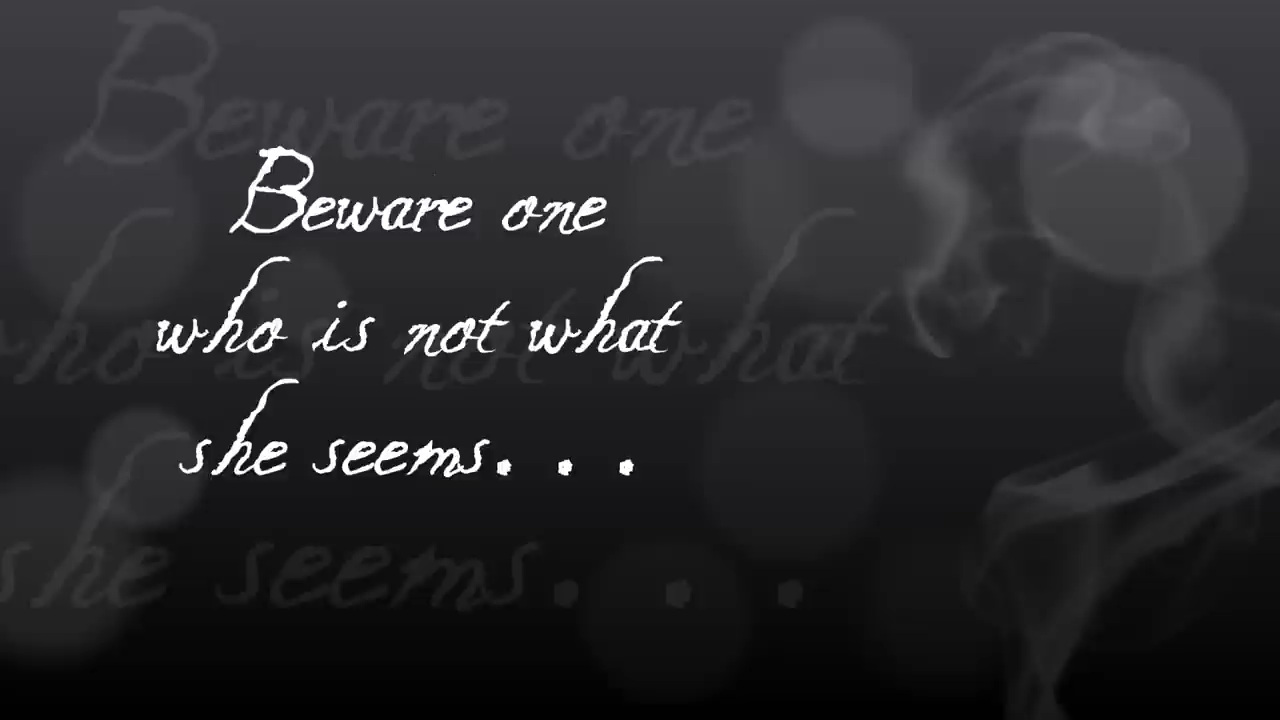 Beware one
who is not what
she seems. . .